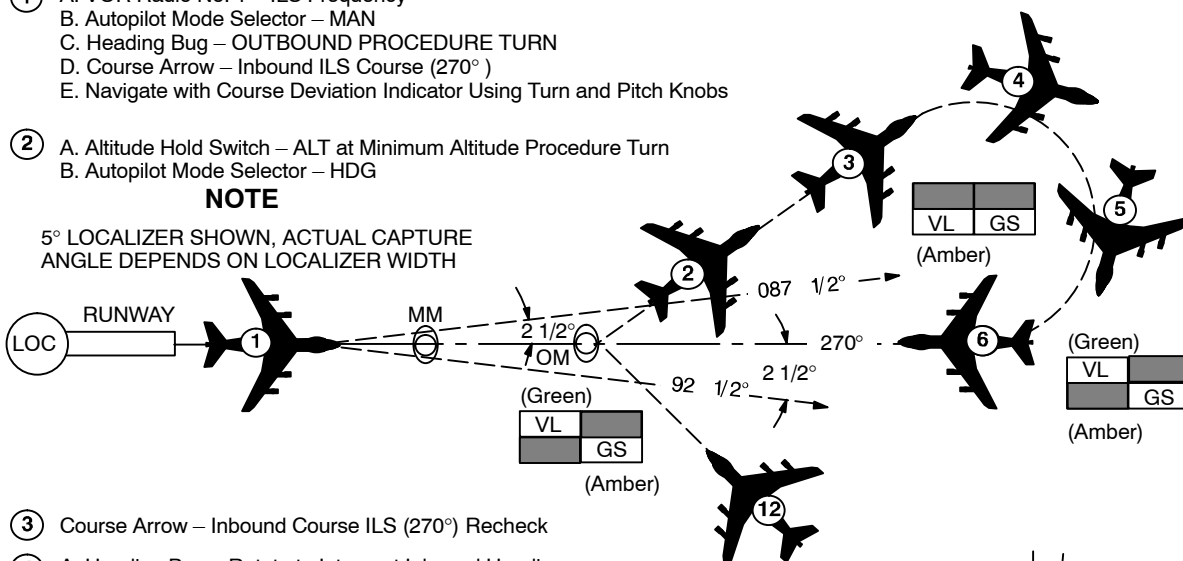 1
B. Autopilot Mode Selector – MAN
C. Heading Bug – OUTBOUND PROCEDURE TURN
D. Course Arrow – Inbound ILS Course (270° )
E. Navigate with Course Deviation Indicator Using Turn and Pitch Knobs
2 A. Altitude Hold Switch – ALT at Minimum Altitude Procedure Turn
B. Autopilot Mode Selector – HDG
NOTE
5° LOCALIZER SHOWN, ACTUAL CAPTURE
ANGLE DEPENDS ON LOCALIZER WIDTH
4
3
5
VL GS
(Amber)
2
087 1/2°
RUNWAY
MM
LOC
1
2 1/2°
OM
270°
6
(Green)
VL
GS
(Amber)
2 1/2°
92 1/2°
(Green)
VL
GS
(Amber)
12
3 Course Arrow – Inbound Course ILS (270°) Recheck